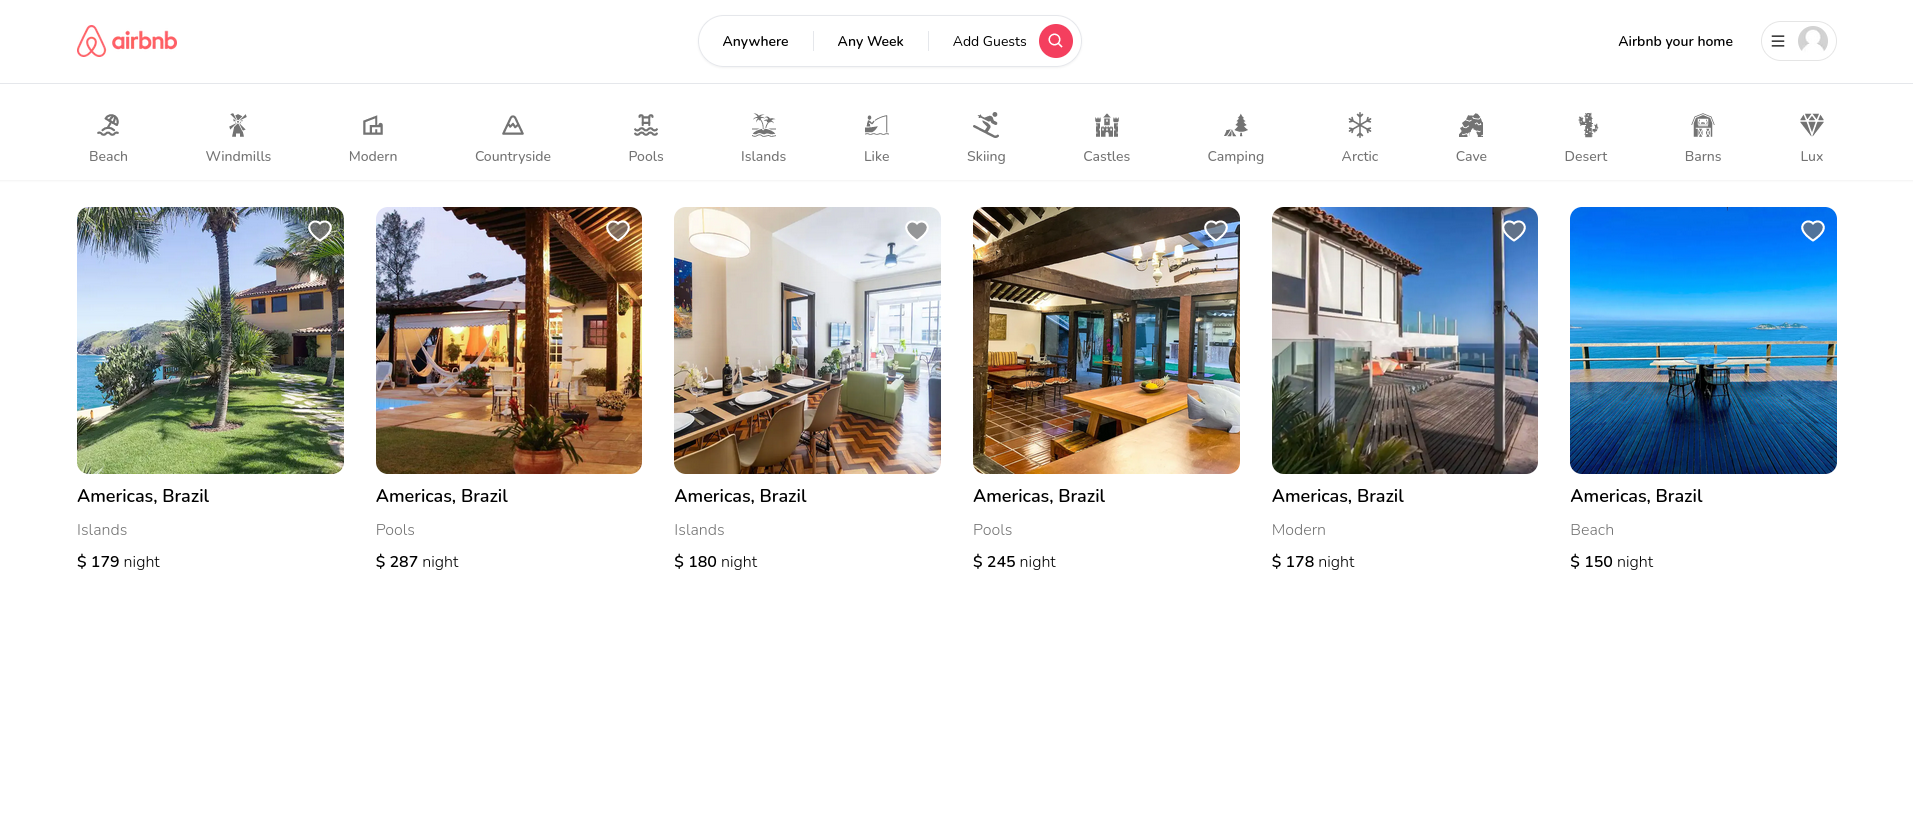 airbnb
Anywhere
Any Week
Add Guests
Airbnb your home
Beach
Windmills
Modern
Countryside
Pools
Islands
Like
Skiing
Castles
Camping
Arctic
Cave
Desert
Barns
Lux
Americas, Brazil
Islands
$ 179 night
Americas, Brazil
Pools
$ 287 night
Americas, Brazil
Islands
$ 180 night
Americas, Brazil
Pools
$ 245 night
Americas, Brazil
Modern
$ 178 night
Americas, Brazil
Beach
$ 150 night